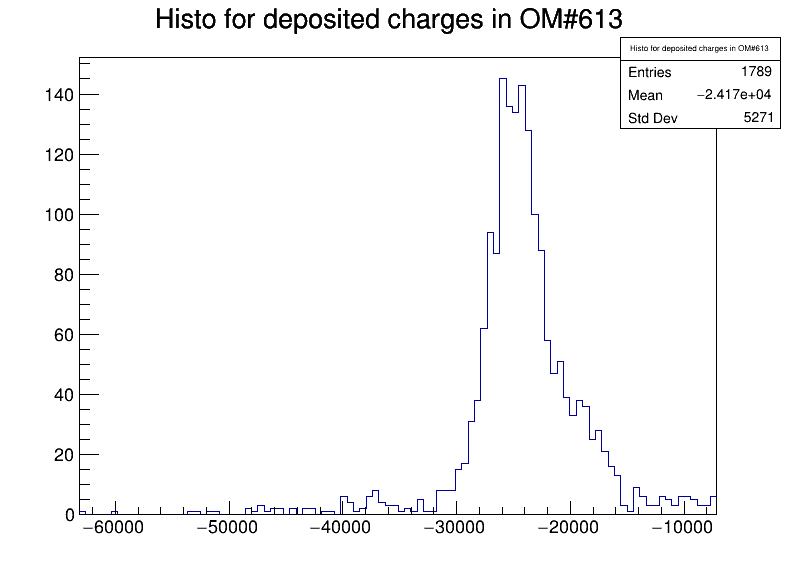 Histo for deposited charges in OM#613
Histo for deposited charges in OM#613
Entries 1789
Mean −2.417e+04
Std Dev 5271
140
120
100
80
60
40
20
0
−60000 −50000 −40000 −30000 −20000 −10000